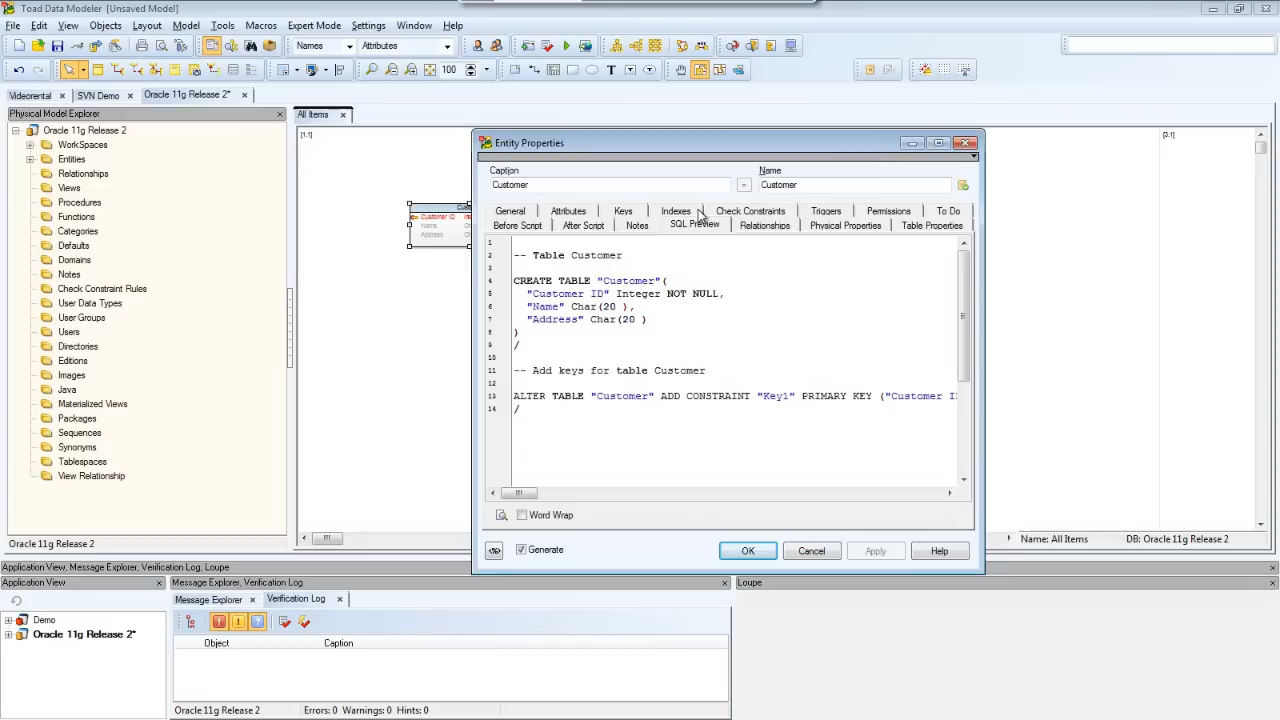 Toad Data Modeler [Unsaved Model]
File Edit View Objects Layout Model Tools Macros Expert Mode Settings Window Help
Names Attributes
100
Videorental SVN Demo Oracle 11g Release 2*
Physical Model Explorer
Oracle 11g Release 2
WorkSpaces
Entities
Relationships
Views
Procedures
Functions
Categories
Defaults
Domains
Notes
Check Constraint Rules
User Data Types
User Groups
Users
Directories
Editions
Images
Java
Materialized Views
Packages
Sequences
Synonyms
Tablespaces
View Relationship
Oracle 11g Release 2
All Items
[1,1]
[3,1]
Customer ID
Name
Address
Entity Properties
Caption Name
Customer Customer
General Attributes Keys Indexes Check Constraints Triggers Permissions To Do
Before Script After Script Notes SQL Preview Relationships Physical Properties Table Properties
1
2 -- Table Customer
3
4 CREATE TABLE "Customer"(
5 "Customer ID" Integer NOT NULL,
6 "Name" Char(20 ),
7 "Address" Char(20 )
8 )
9 /
10
11 -- Add keys for table Customer
12
13 ALTER TABLE "Customer" ADD CONSTRAINT "Key1" PRIMARY KEY ("Customer I
14 /
Word Wrap
Generate
OK Cancel Apply Help
Name: All Items DB: Oracle 11g Release 2
Application View, Message Explorer, Verification Log, Loupe
Application View
Demo
Oracle 11g Release 2*
Message Explorer, Verification Log
Message Explorer Verification Log
Object Caption
Oracle 11g Release 2 Errors: 0 Warnings: 0 Hints: 0
Loupe